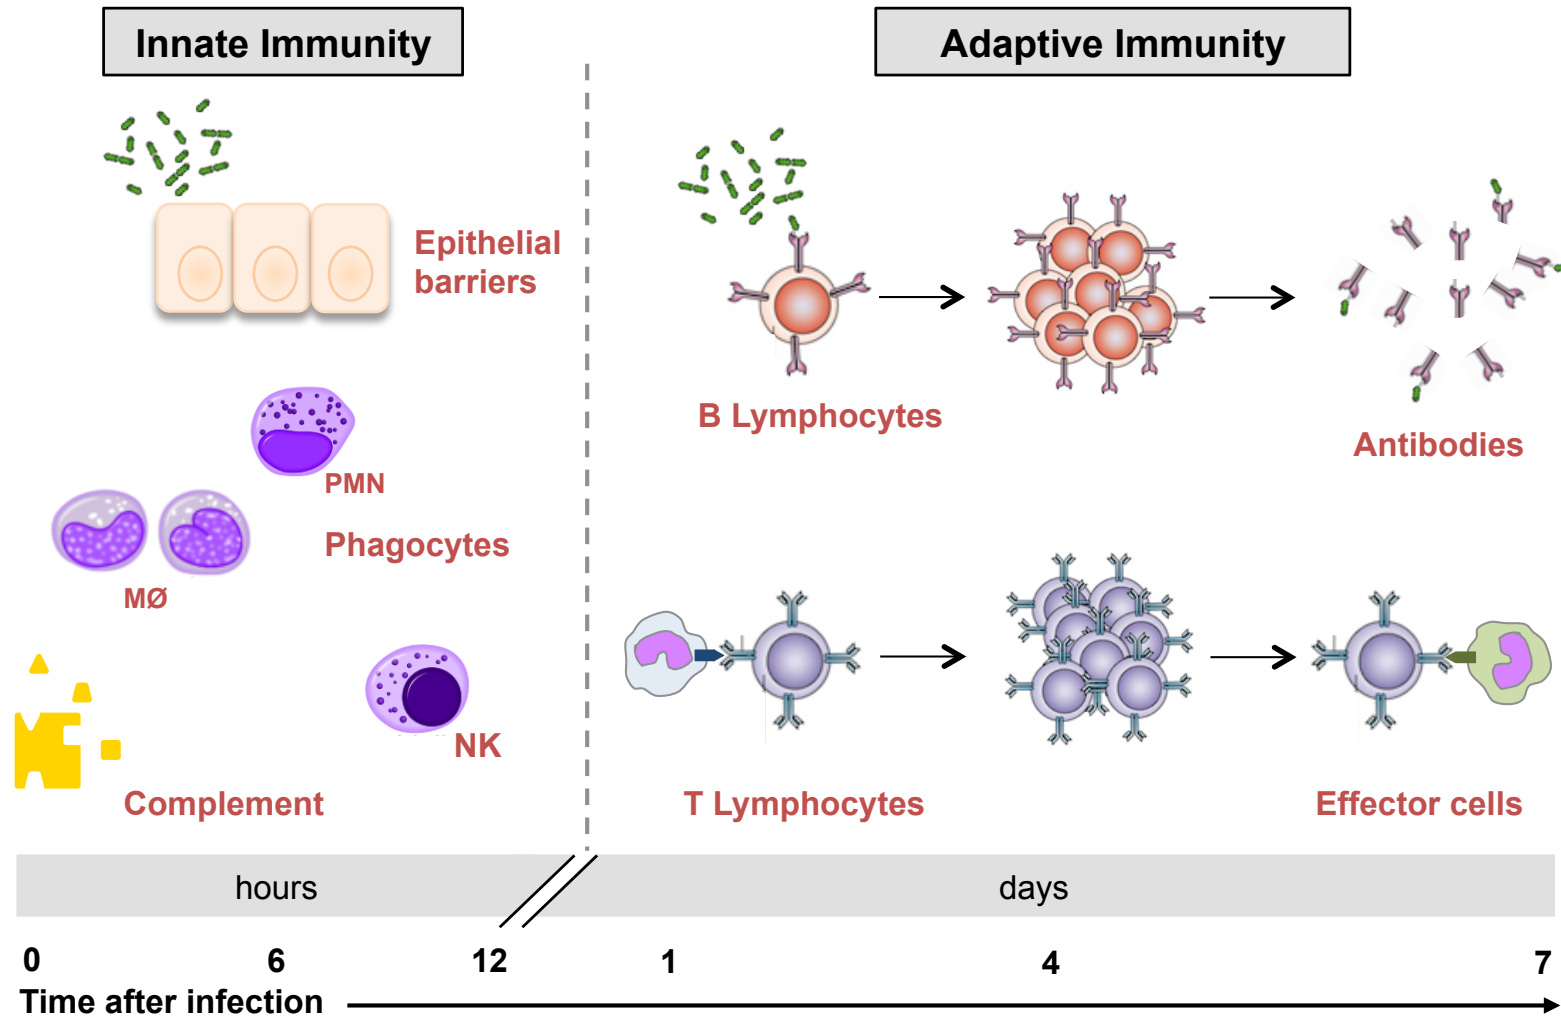 Innate Immunity
Adaptive Immunity
Epithelial
barriers
PMN
Phagocytes
MØ
NK
Complement
B Lymphocytes
Antibodies
T Lymphocytes
Effector cells
hours
days
0 6 12 1 4 7
Time after infection